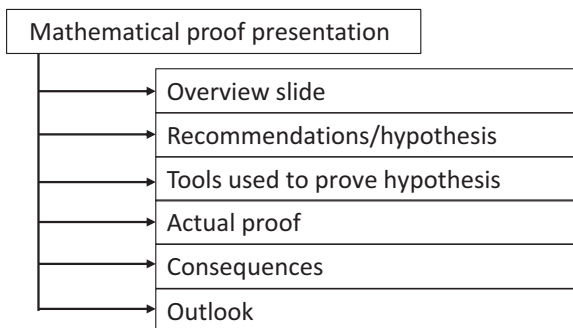 Mathematical proof presentation
Overview slide
Recommendations/hypothesis
Tools used to prove hypothesis
Actual proof
Consequences
Outlook